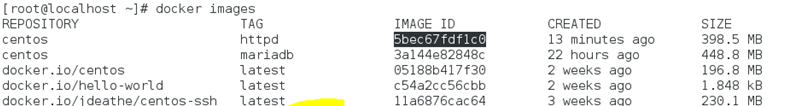 [root@localhost ~]# docker images
REPOSITORY TAG IMAGE ID CREATED SIZE
centos httpd 5bec67fdf1c0 13 minutes ago 398.5 MB
centos mariadb 3a144e82848c 22 hours ago 448.8 MB
docker.io/centos latest 05188b417f30 2 weeks ago 196.8 MB
docker.io/hello-world latest c54a2cc56cbb 2 weeks ago 1.848 kB
docker.io/jdeathe/centos-ssh latest 11a6876cac64 3 weeks ago 230.1 MB